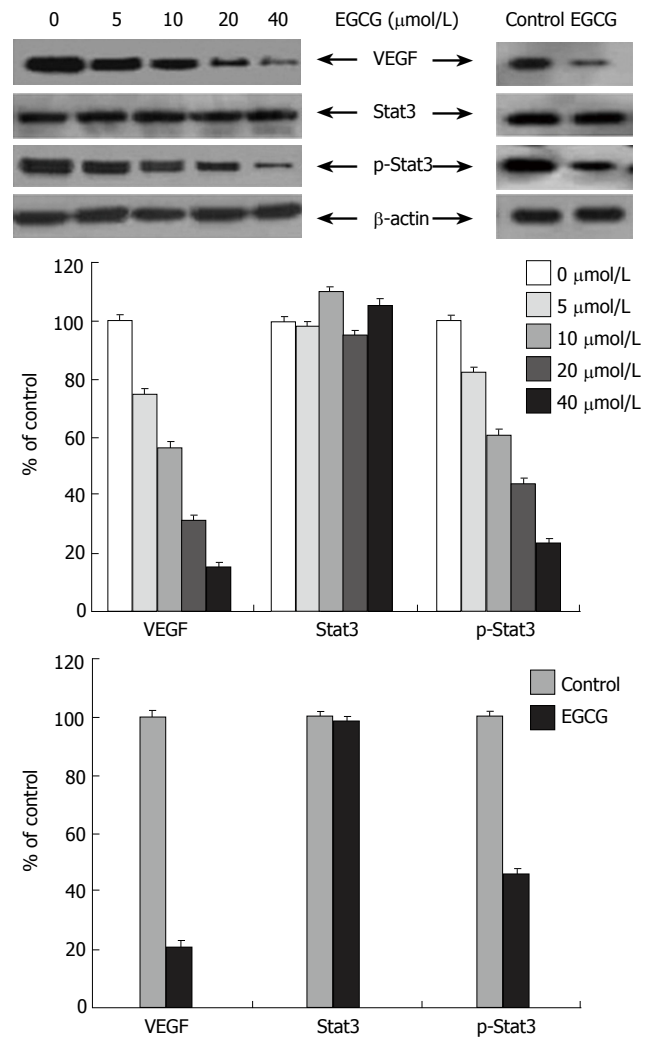 0 5 10 20 40 EGCG (μmol/L) Control EGCG
VEGF
Stat3
p-Stat3
β-actin
120
100
80
60
40
20
0
% of control
0 μmol/L
5 μmol/L
10 μmol/L
20 μmol/L
40 μmol/L
VEGF Stat3 p-Stat3
120
100
80
60
40
20
0
% of control
Control
EGCG
VEGF Stat3 p-Stat3